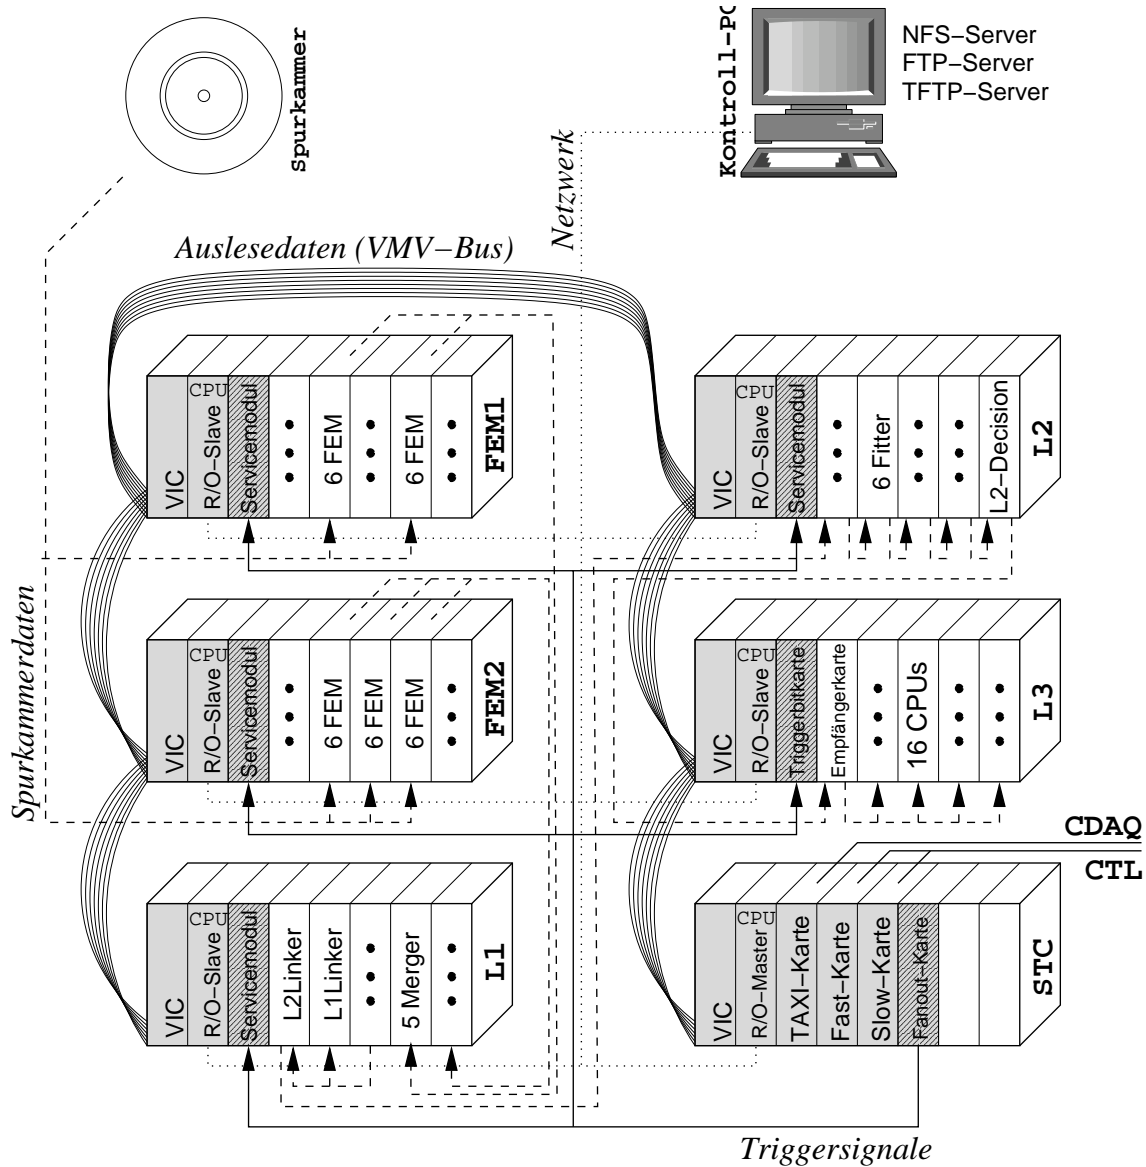 Spurkammer
Kontroll-PC
NFS-Server
FTP-Server
TFTP-Server
Netzwerk
Auslesedaten (VMV-Bus)
Spurkammerdaten
VIC
CPU
R/O-Slave
Servicemodul
6 FEM
6 FEM
FEM1
VIC
CPU
R/O-Slave
Servicemodul
6 Fitter
L2-Decision
L2
VIC
CPU
R/O-Slave
Servicemodul
6 FEM
6 FEM
6 FEM
FEM2
VIC
CPU
R/O-Slave
Triggerbitkarte
Empfängerkarte
16 CPUs
L3
CDAQ
CTL
VIC
CPU
R/O-Slave
Servicemodul
L2Linker
L1Linker
5 Merger
L1
VIC
CPU
R/O-Master
TAXI-Karte
Fast-Karte
Slow-Karte
Fanout-Karte
STC
Triggersignale